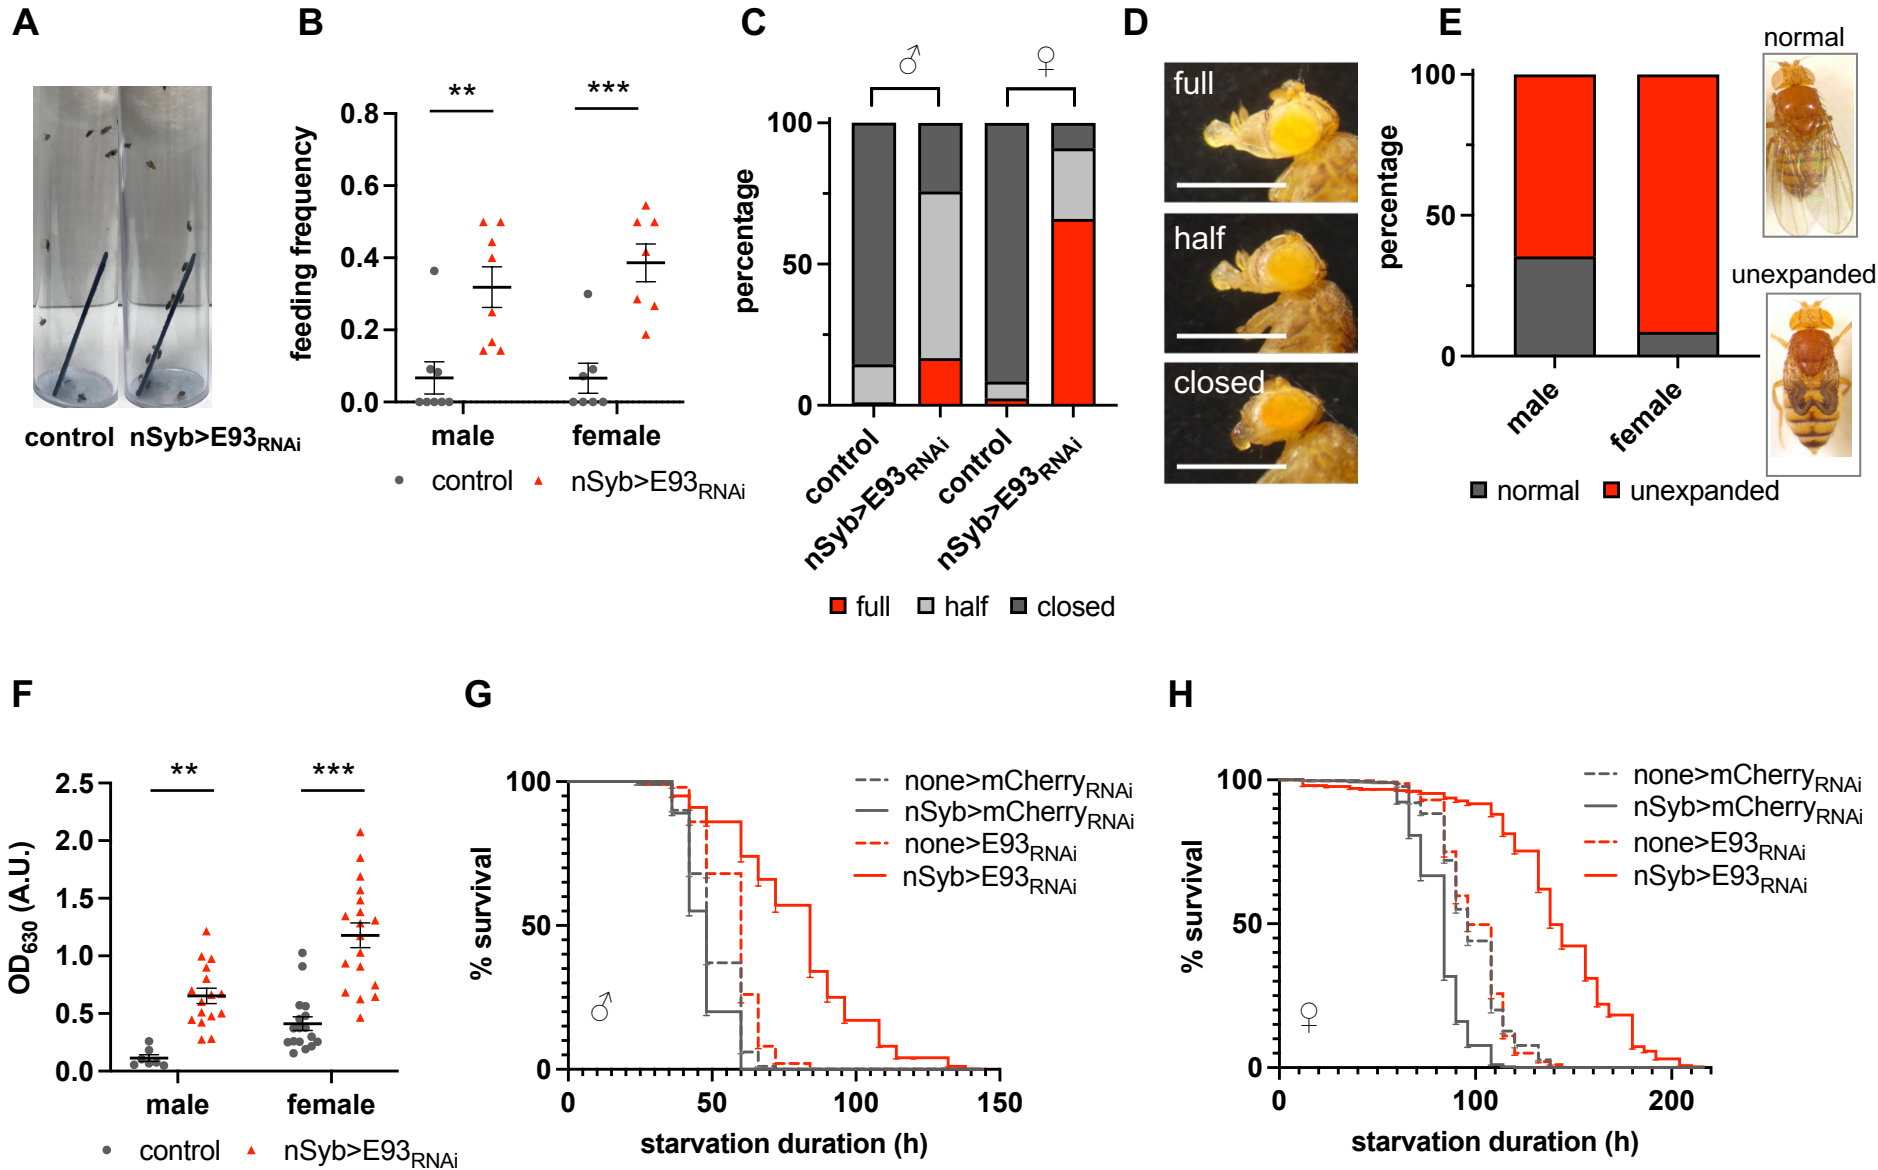 A
control nSyb>E93RNAi
B
** ***
feeding frequency
0.8
0.6
0.4
0.2
0.0
male female
control nSyb>E93RNAi
C
♂ ♀
percentage
100
50
0
control
nSyb>E93RNAi
control
nSyb>E93RNAi
full half closed
D
full
half
closed
E
percentage
100
50
0
male
female
normal
unexpanded
normal unexpanded
F
** ***
OD630 (A.U.)
2.5
2.0
1.5
1.0
0.5
0.0
male female
control nSyb>E93RNAi
G
% survival
100
50
0
0 50 100 150
starvation duration (h)
♂
none>mCherryRNAi
nSyb>mCherryRNAi
none>E93RNAi
nSyb>E93RNAi
H
% survival
100
50
0
0 100 200
starvation duration (h)
♀
none>mCherryRNAi
nSyb>mCherryRNAi
none>E93RNAi
nSyb>E93RNAi